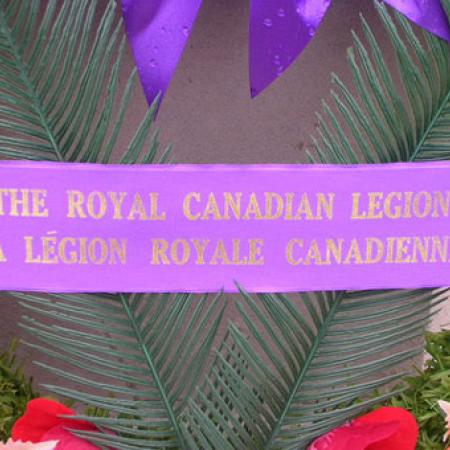 THE ROYAL CANADIAN LEGION
LÉGION ROYALE CANADIENN